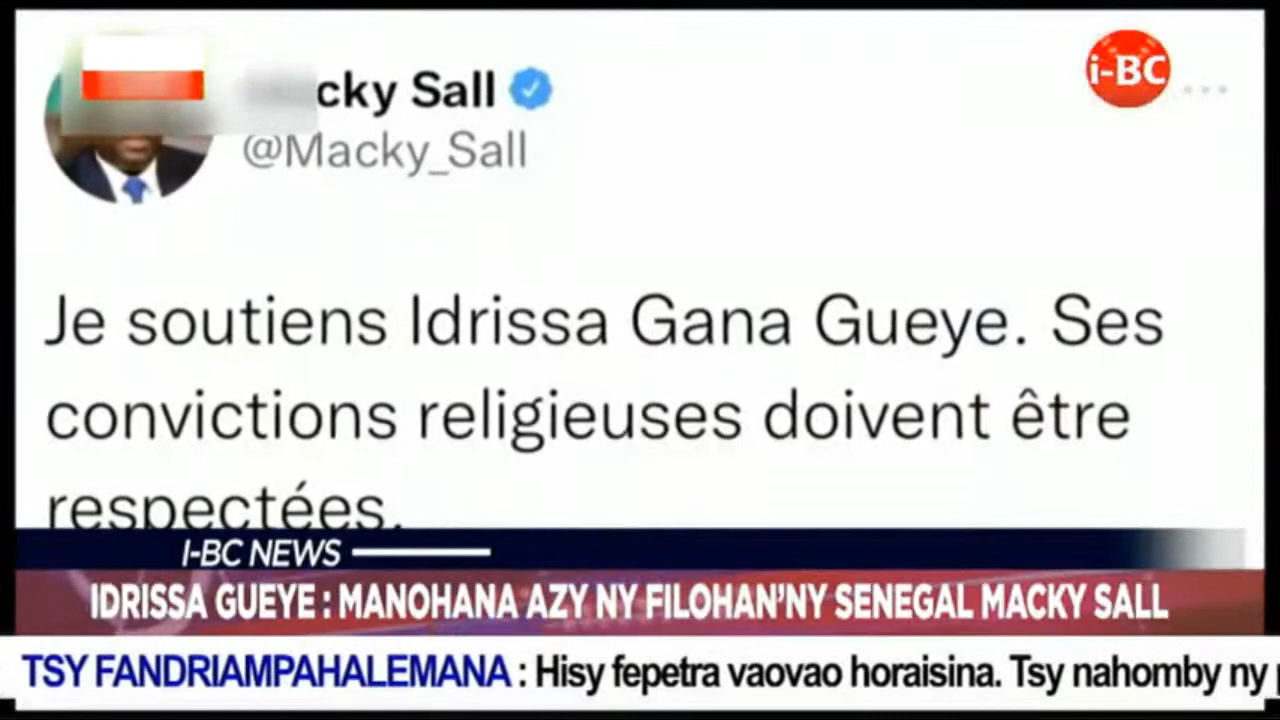 cky Sall
i-BC
@Macky_Sall
Je soutiens Idrissa Gana Gueye. Ses
convictions religieuses doivent être
respectées.
I-BC NEWS
IDRISSA GUEYE : MANOHANA AZY NY FILOHAN'NY SENEGAL MACKY SALL
TSY FANDRIAMPAHALEMANA : Hisy fepetra vaovao horaisina. Tsy nahomby ny